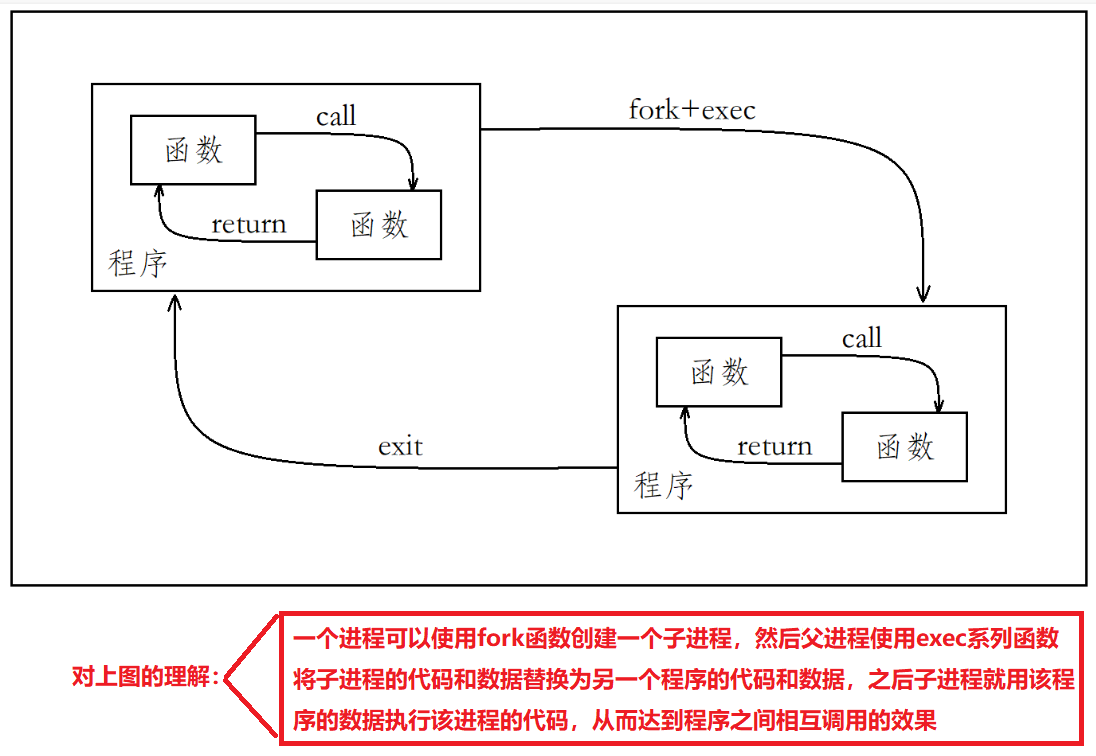 call
fork+exec
函数
return
函数
程序
call
函数
return
函数
exit
程序
对上图的理解：
一个进程可以使用fork函数创建一个子进程，然后父进程使用exec系列函数
将子进程的代码和数据替换为另一个程序的代码和数据，之后子进程就用该程
序的数据执行该进程的代码，从而达到程序之间相互调用的效果